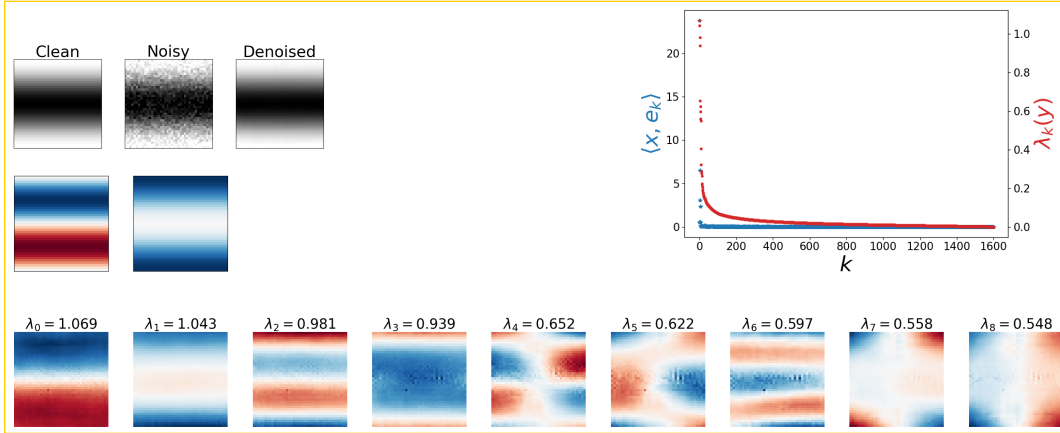 Clean Noisy Denoised
20
15
10
5
0
⟨x, e_k⟩
1.0
0.8
0.6
0.4
0.2
0.0
λ_k(y)
0 200 400 600 800 1000 1200 1400 1600
k
λ_0 = 1.069 λ_1 = 1.043 λ_2 = 0.981 λ_3 = 0.939 λ_4 = 0.652 λ_5 = 0.622 λ_6 = 0.597 λ_7 = 0.558 λ_8 = 0.548